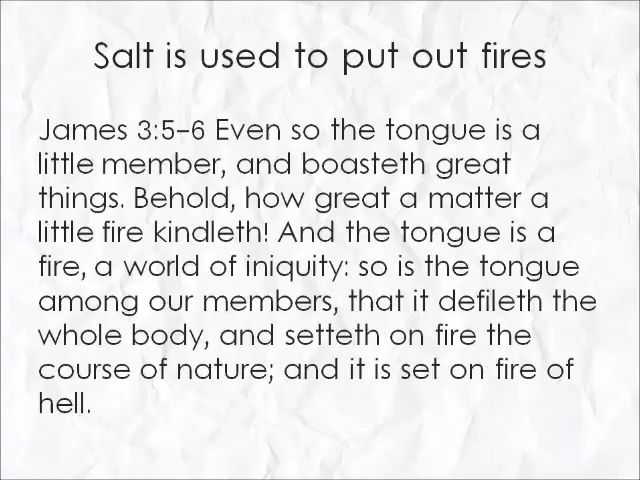 Salt is used to put out fires
James 3:5-6 Even so the tongue is a
little member, and boasteth great
things. Behold, how great a matter a
little fire kindleth! And the tongue is a
fire, a world of iniquity: so is the tongue
among our members, that it defileth the
whole body, and setteth on fire the
course of nature; and it is set on fire of
hell.